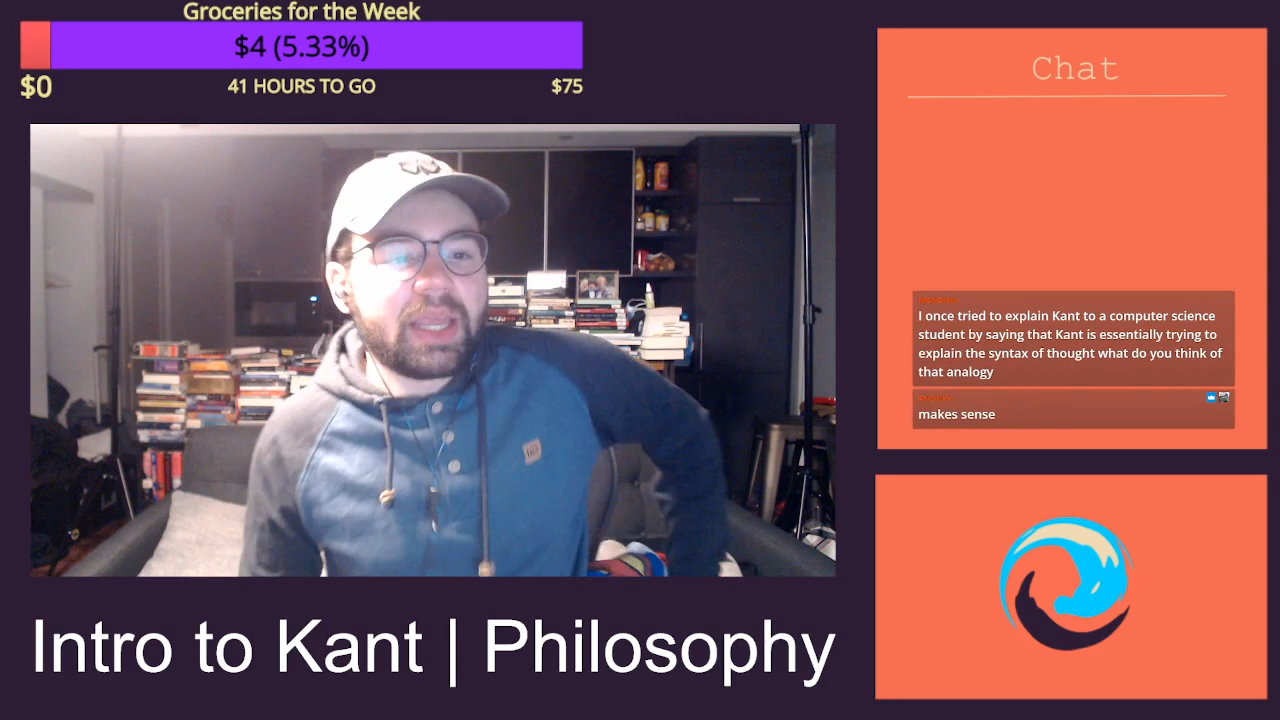 Groceries for the Week
$4 (5.33%)
$0
41 HOURS TO GO
$75
Chat
I once tried to explain Kant to a computer science
student by saying that Kant is essentially trying to
explain the syntax of thought what do you think of
that analogy
makes sense
Intro to Kant | Philosophy